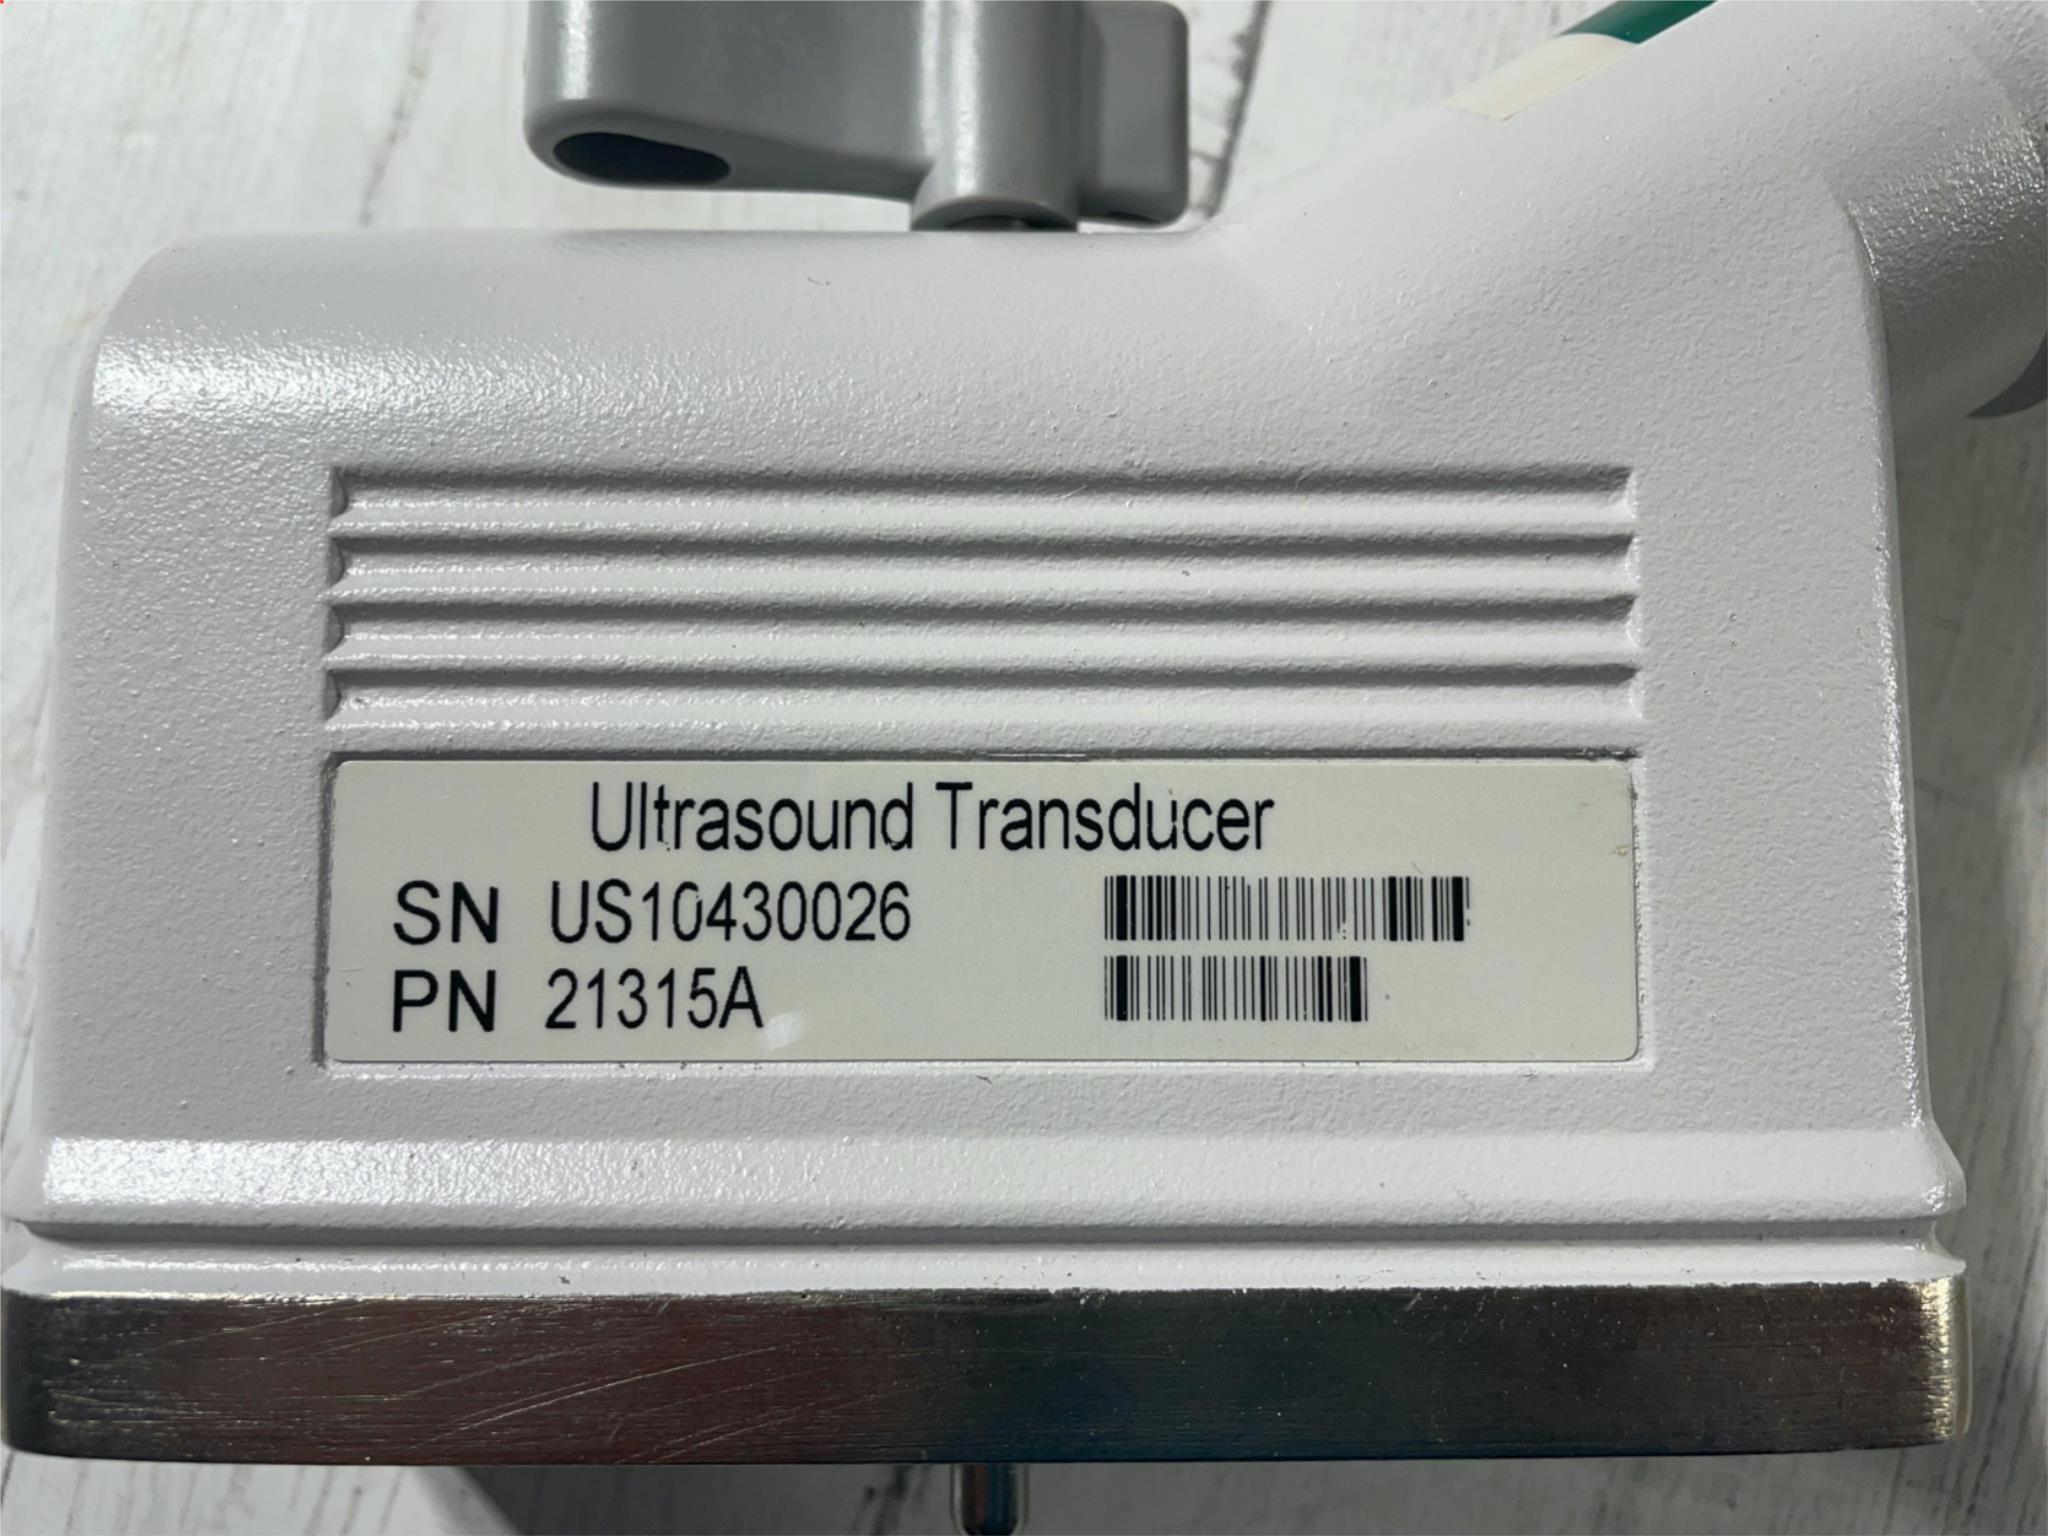 Ultrasound Transducer
SN US10430026
PN 21315A